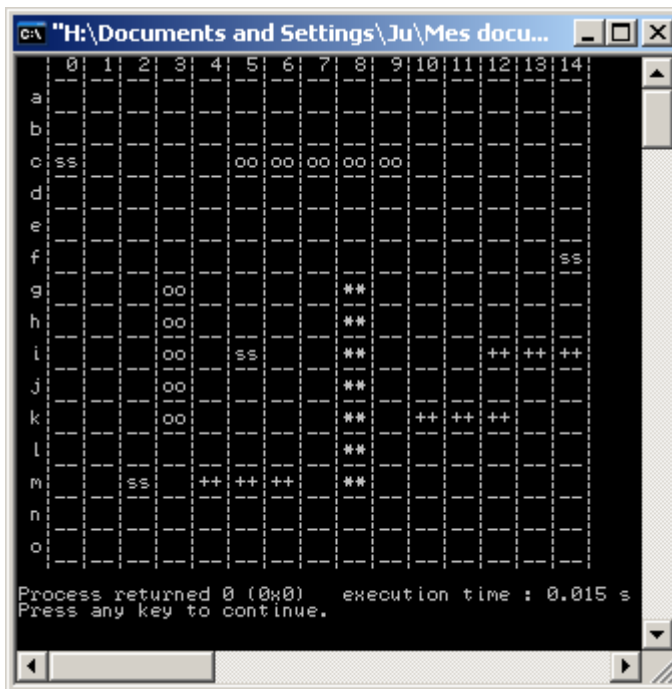 "H:\Documents and Settings\Ju\Mes docu...
| 0| 1| 2| 3| 4| 5| 6| 7| 8| 9|10|11|12|13|14|
|--|--|--|--|--|--|--|--|--|--|--|--|--|--|--|
a|  |  |  |  |  |  |  |  |  |  |  |  |  |  |  |
|--|--|--|--|--|--|--|--|--|--|--|--|--|--|--|
b|  |  |  |  |  |  |  |  |  |  |  |  |  |  |  |
|--|--|--|--|--|--|--|--|--|--|--|--|--|--|--|
c|ss|  |  |  |  |oo|oo|oo|oo|oo|  |  |  |  |  |
|--|--|--|--|--|--|--|--|--|--|--|--|--|--|--|
d|  |  |  |  |  |  |  |  |  |  |  |  |  |  |  |
|--|--|--|--|--|--|--|--|--|--|--|--|--|--|--|
e|  |  |  |  |  |  |  |  |  |  |  |  |  |  |  |
|--|--|--|--|--|--|--|--|--|--|--|--|--|--|--|
f|  |  |  |  |  |  |  |  |  |  |  |  |  |  |ss|
|--|--|--|--|--|--|--|--|--|--|--|--|--|--|--|
g|  |  |  |oo|  |  |  |  |**|  |  |  |  |  |  |
|--|--|--|--|--|--|--|--|--|--|--|--|--|--|--|
h|  |  |  |oo|  |  |  |  |**|  |  |  |  |  |  |
|--|--|--|--|--|--|--|--|--|--|--|--|--|--|--|
i|  |  |  |oo|  |ss|  |  |**|  |  |  |++|++|++|
|--|--|--|--|--|--|--|--|--|--|--|--|--|--|--|
j|  |  |  |oo|  |  |  |  |**|  |  |  |  |  |  |
|--|--|--|--|--|--|--|--|--|--|--|--|--|--|--|
k|  |  |  |oo|  |  |  |  |**|  |++|++|++|  |  |
|--|--|--|--|--|--|--|--|--|--|--|--|--|--|--|
l|  |  |  |  |  |  |  |  |**|  |  |  |  |  |  |
|--|--|--|--|--|--|--|--|--|--|--|--|--|--|--|
m|  |  |ss|  |++|++|++|  |**|  |  |  |  |  |  |
|--|--|--|--|--|--|--|--|--|--|--|--|--|--|--|
n|  |  |  |  |  |  |  |  |  |  |  |  |  |  |  |
|--|--|--|--|--|--|--|--|--|--|--|--|--|--|--|
o|  |  |  |  |  |  |  |  |  |  |  |  |  |  |  |
|--|--|--|--|--|--|--|--|--|--|--|--|--|--|--|
Process returned 0 (0x0)   execution time : 0.015 s
Press any key to continue.